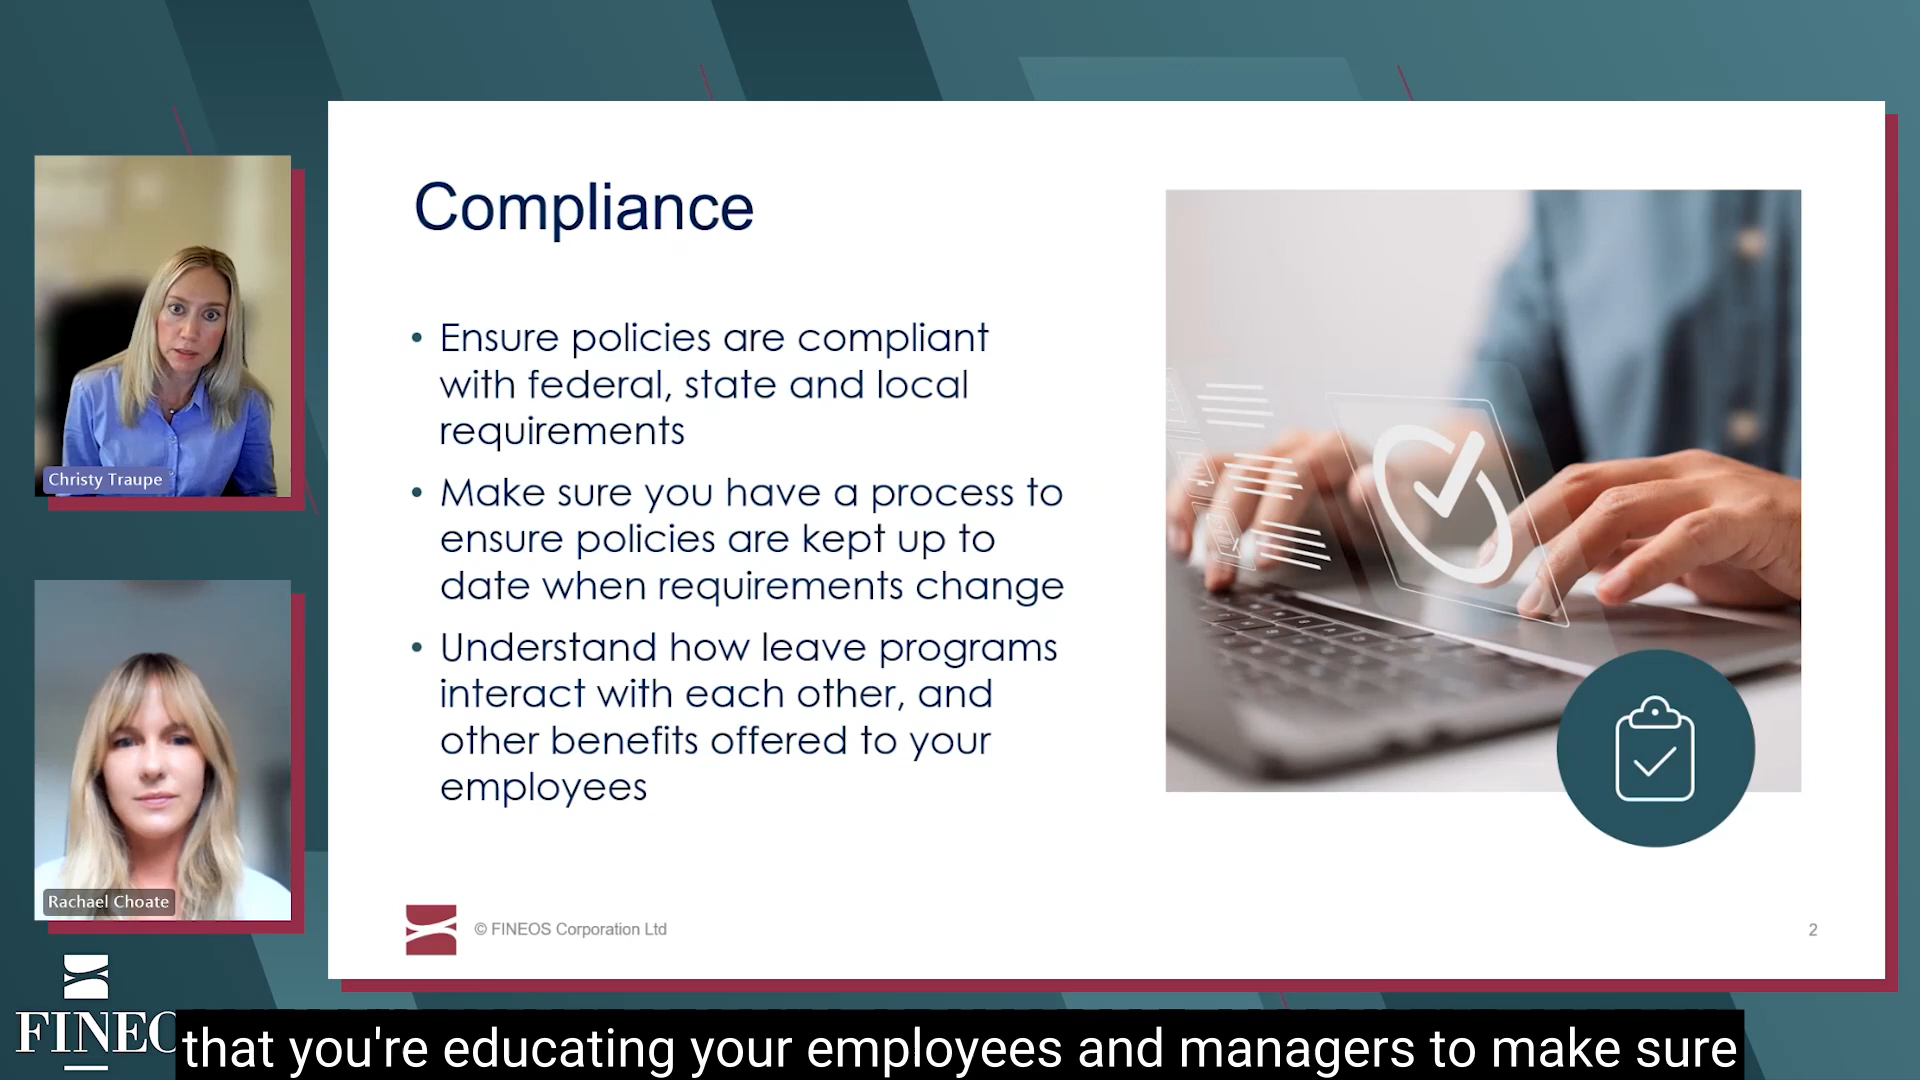 Compliance
• Ensure policies are compliant
with federal, state and local
requirements
• Make sure you have a process to
ensure policies are kept up to
date when requirements change
• Understand how leave programs
interact with each other, and
other benefits offered to your
employees
Christy Traupe
Rachael Choate
© FINEOS Corporation Ltd
2
FINEO
that you're educating your employees and managers to make sure